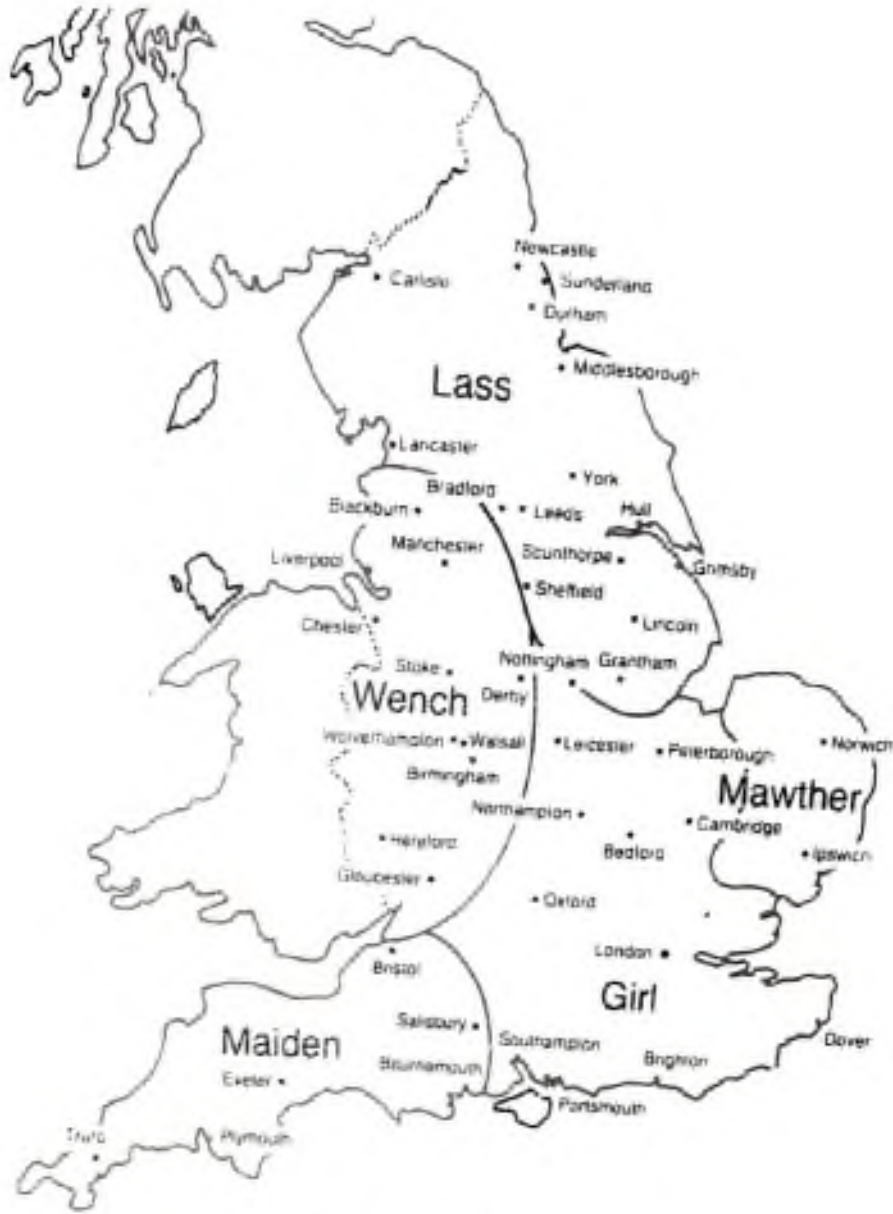 Newcastle
Sunderland
Carlisle
Durham
Middlesborough
Lass
Lancaster
York
Bradford
Blackburn
Leeds
Hull
Manchester
Scunthorpe
Liverpool
Grimsby
Sheffield
Chester
Lincoln
Nottingham
Grantham
Stoke
Derby
Wench
Wolverhampton
Walsall
Leicester
Peterborough
Norwich
Birmingham
Mawther
Northampton
Cambridge
Hereford
Bedford
Ipswich
Gloucester
Oxford
London
Bristol
Girl
Salisbury
Maiden
Southampton
Dover
Bournemouth
Brighton
Exeter
Portsmouth
Truro
Plymouth